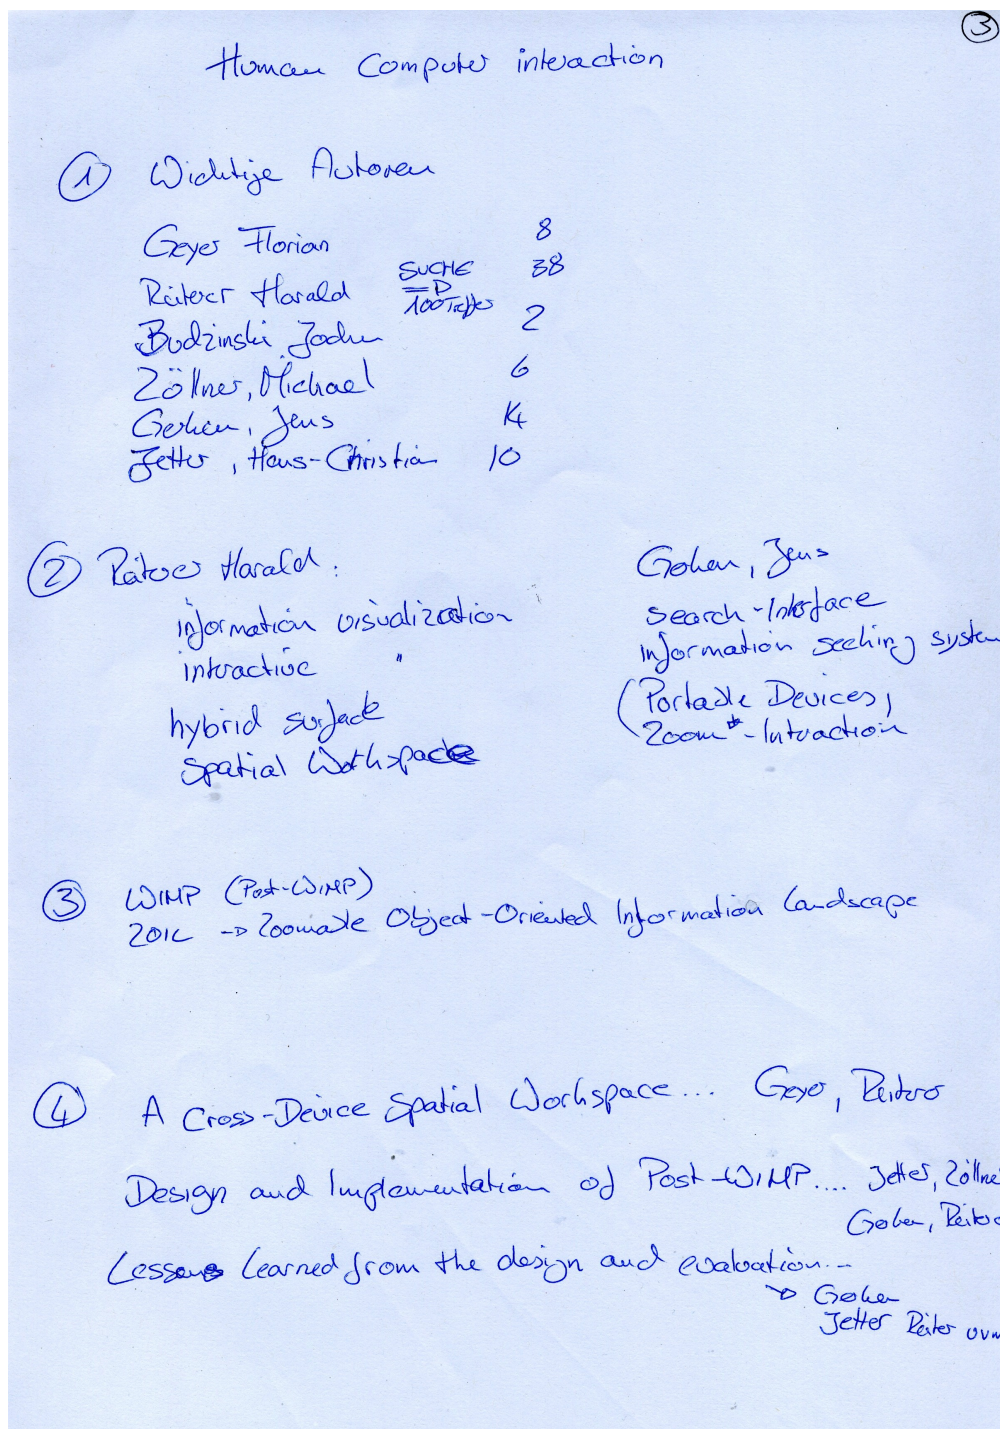 3
Human Computer interaction
1 Wichtige Autoren
Geyer Florian 8
Reiterer Harald SUCHE => 100 Treffer 38
Budzinski Jochen 2
Zöllner, Michael 6
Gerken, Jens 14
Jetter, Hans-Christian 10
2 Reiterer Harald:
information visualization
interactive "
hybrid surface
spatial Workspace
Gerken, Jens
search-Interface
information seeking system
(Portable Devices,
Zoom-Interaction
3 WIMP (Post-WIMP)
ZOIL -> Zoomable Object-Oriented Information Landscape
4 A Cross-Device Spatial Workspace... Geyer, Reiterer
Design and Implementation of Post-WIMP.... Jetter, Zöllner
Gerken, Reiterer
Lessons Learned from the design and evaluation...
-> Gerken
Jetter Reiter uvm